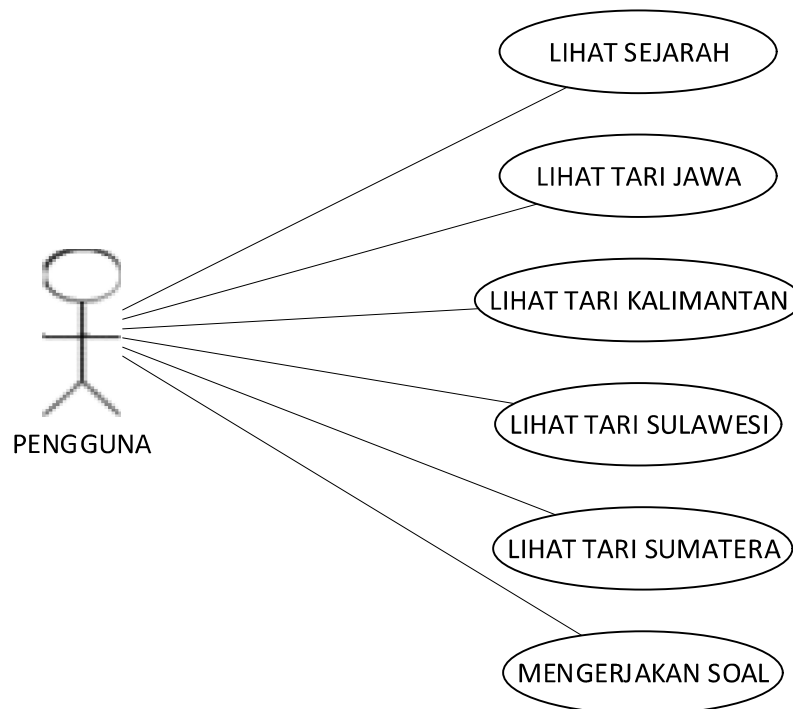 LIHAT SEJARAH
LIHAT TARI JAWA
LIHAT TARI KALIMANTAN
LIHAT TARI SULAWESI
PENGGUNA
LIHAT TARI SUMATERA
MENGERJAKAN SOAL